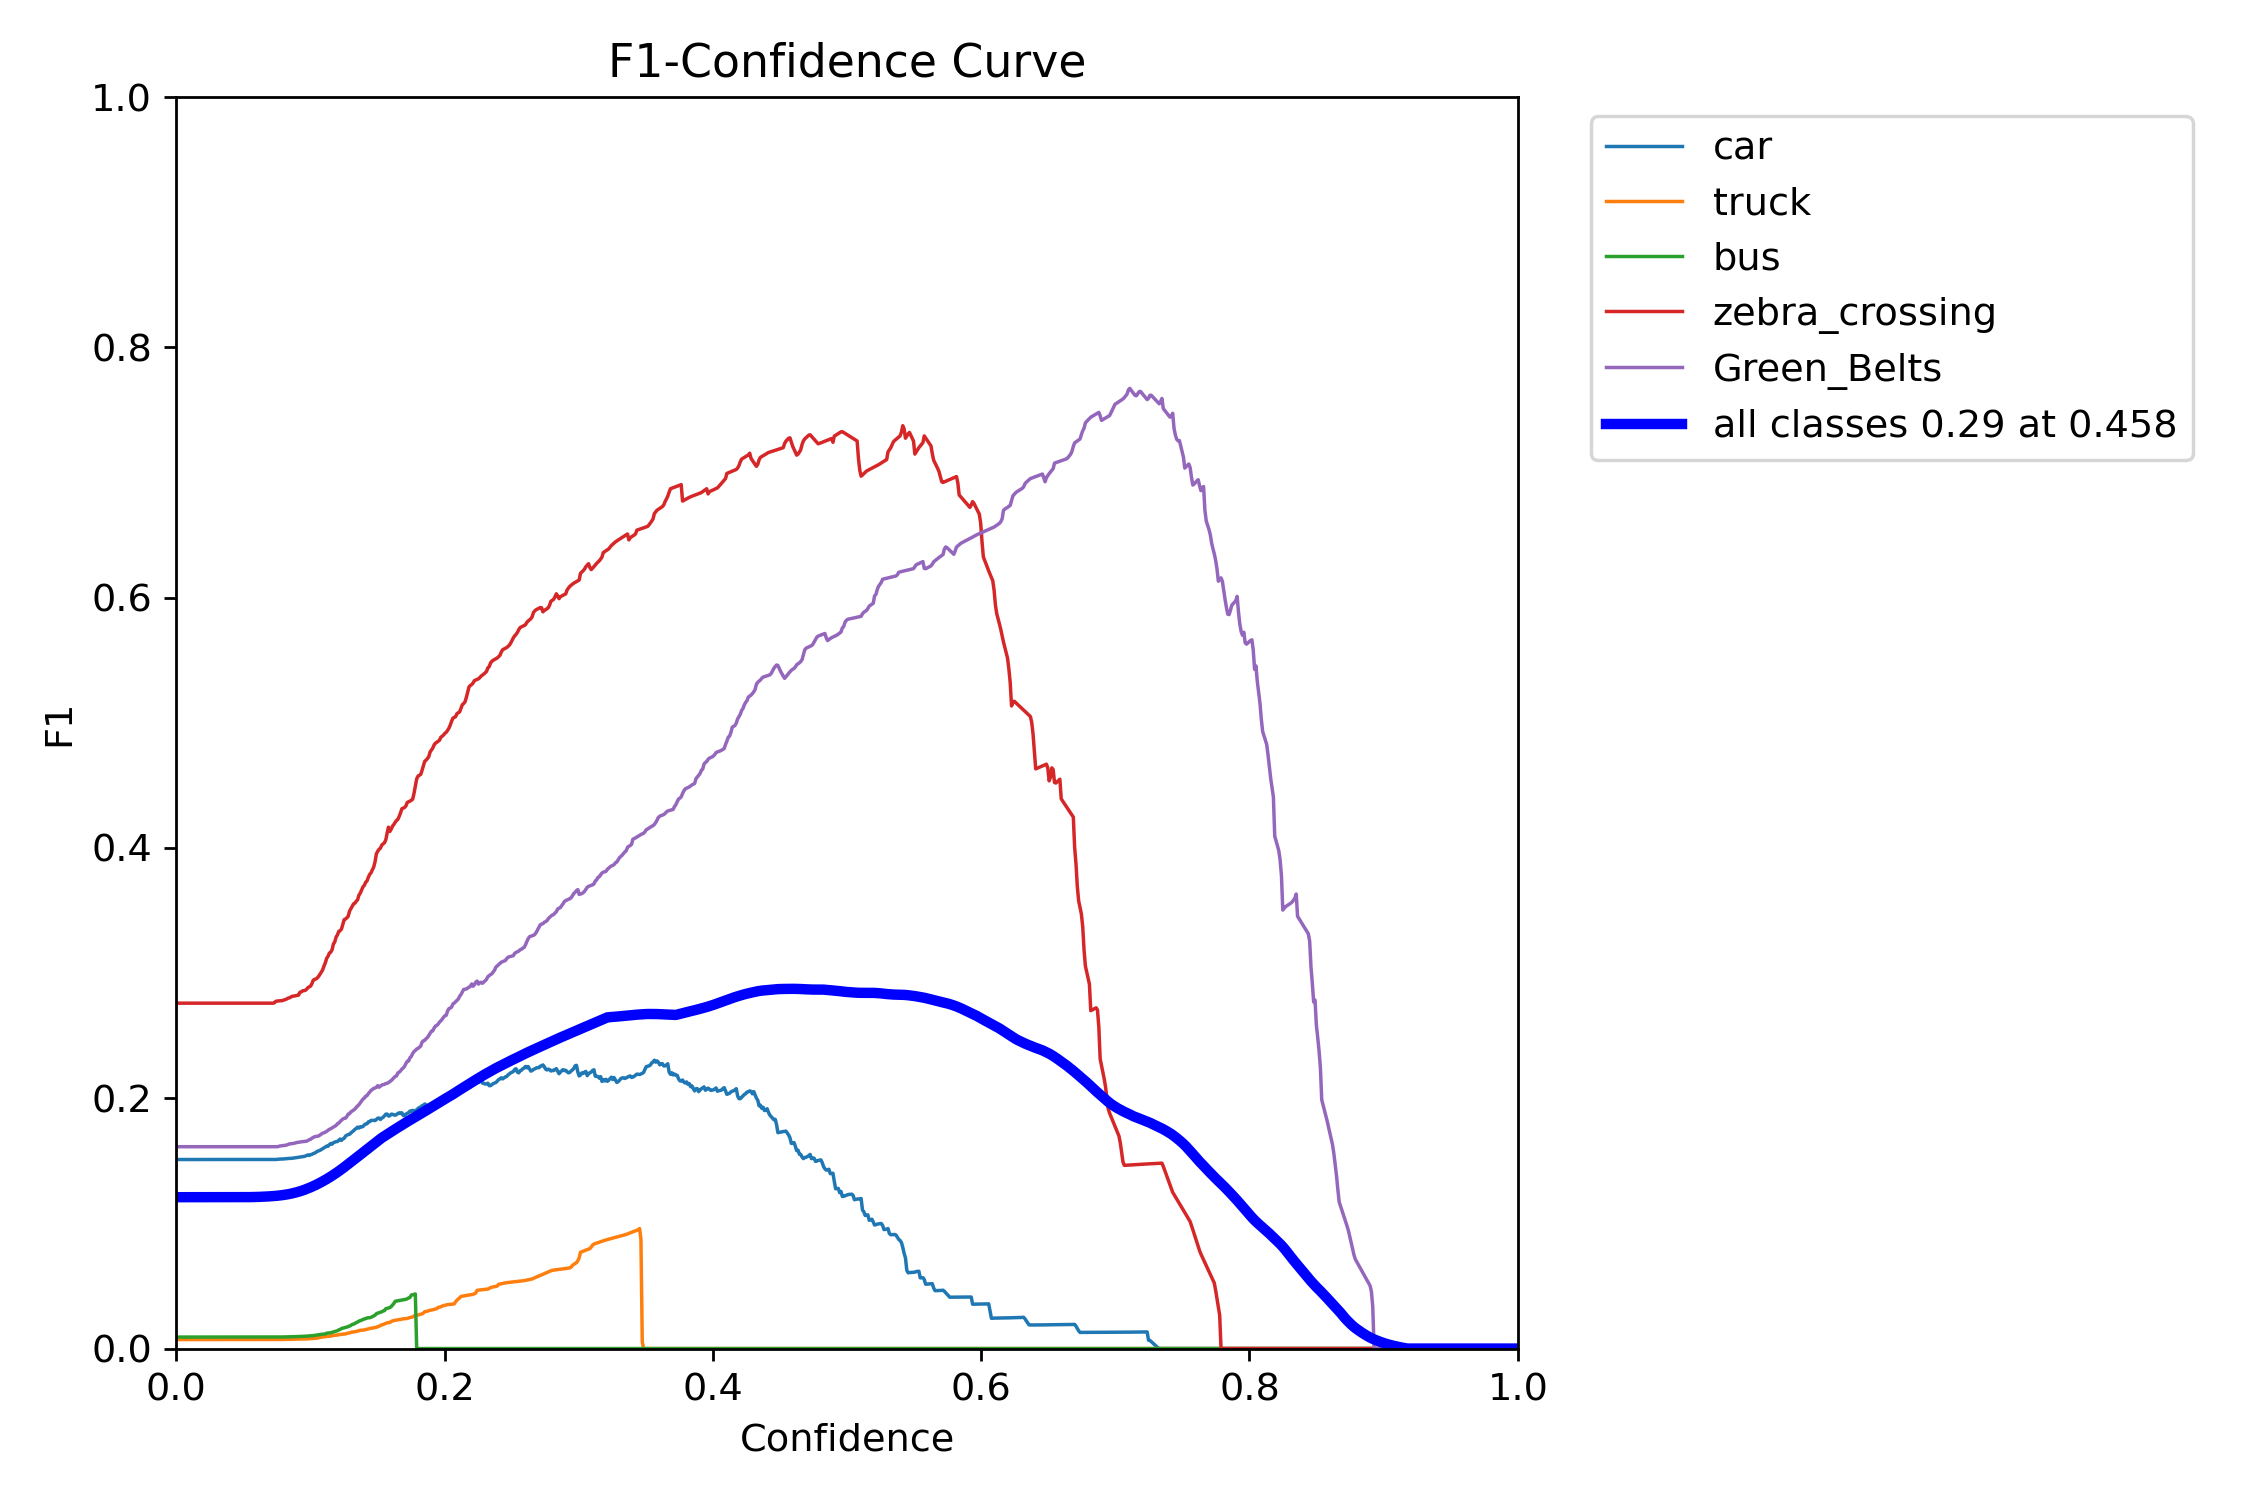 F1-Confidence Curve
1.0
0.8
0.6
0.4
0.2
0.0
F1
0.0 0.2 0.4 0.6 0.8 1.0
Confidence
car
truck
bus
zebra_crossing
Green_Belts
all classes 0.29 at 0.458